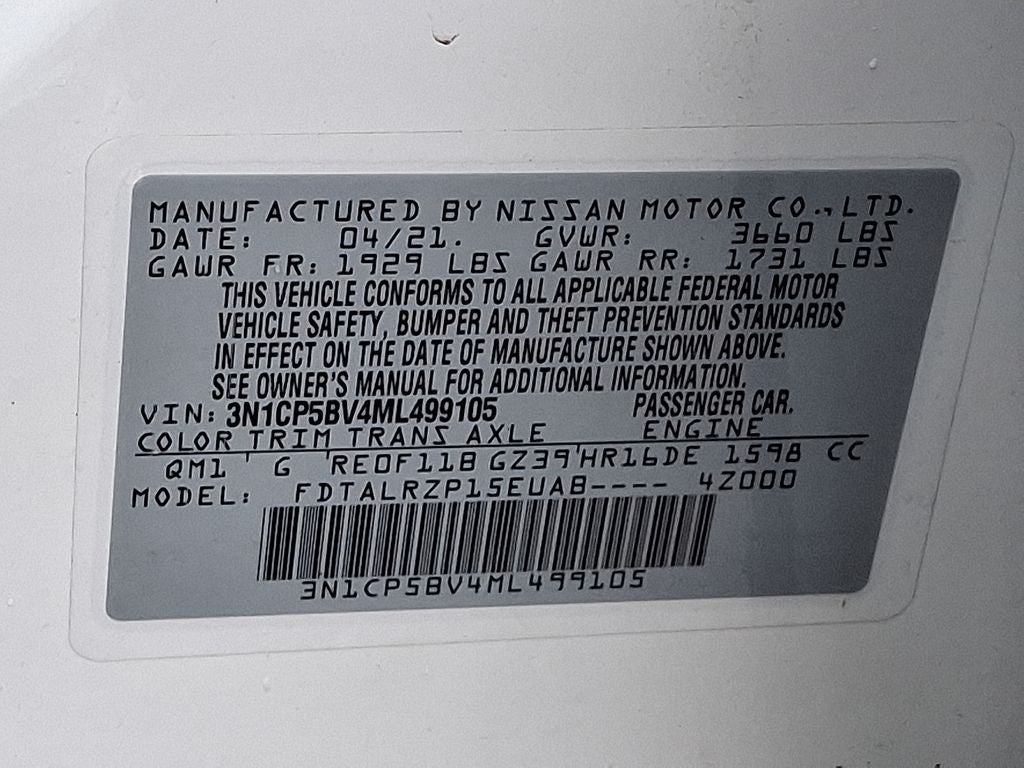 MANUFACTURED BY NISSAN MOTOR CO.,LTD.
DATE: 04/21. GVWR: 3660 LBS
GAWR FR: 1929 LBS GAWR RR: 1731 LBS
THIS VEHICLE CONFORMS TO ALL APPLICABLE FEDERAL MOTOR
VEHICLE SAFETY, BUMPER AND THEFT PREVENTION STANDARDS
IN EFFECT ON THE DATE OF MANUFACTURE SHOWN ABOVE.
SEE OWNER'S MANUAL FOR ADDITIONAL INFORMATION.
VIN: 3N1CP5BV4ML499105 PASSENGER CAR.
COLOR TRIM TRANS AXLE ENGINE
QM1 ' G 'RE0F11B GZ39'HR16DE 1598 CC
MODEL: FDTALRZP15EUAB---- 4Z000
3N1CP5BV4ML499105